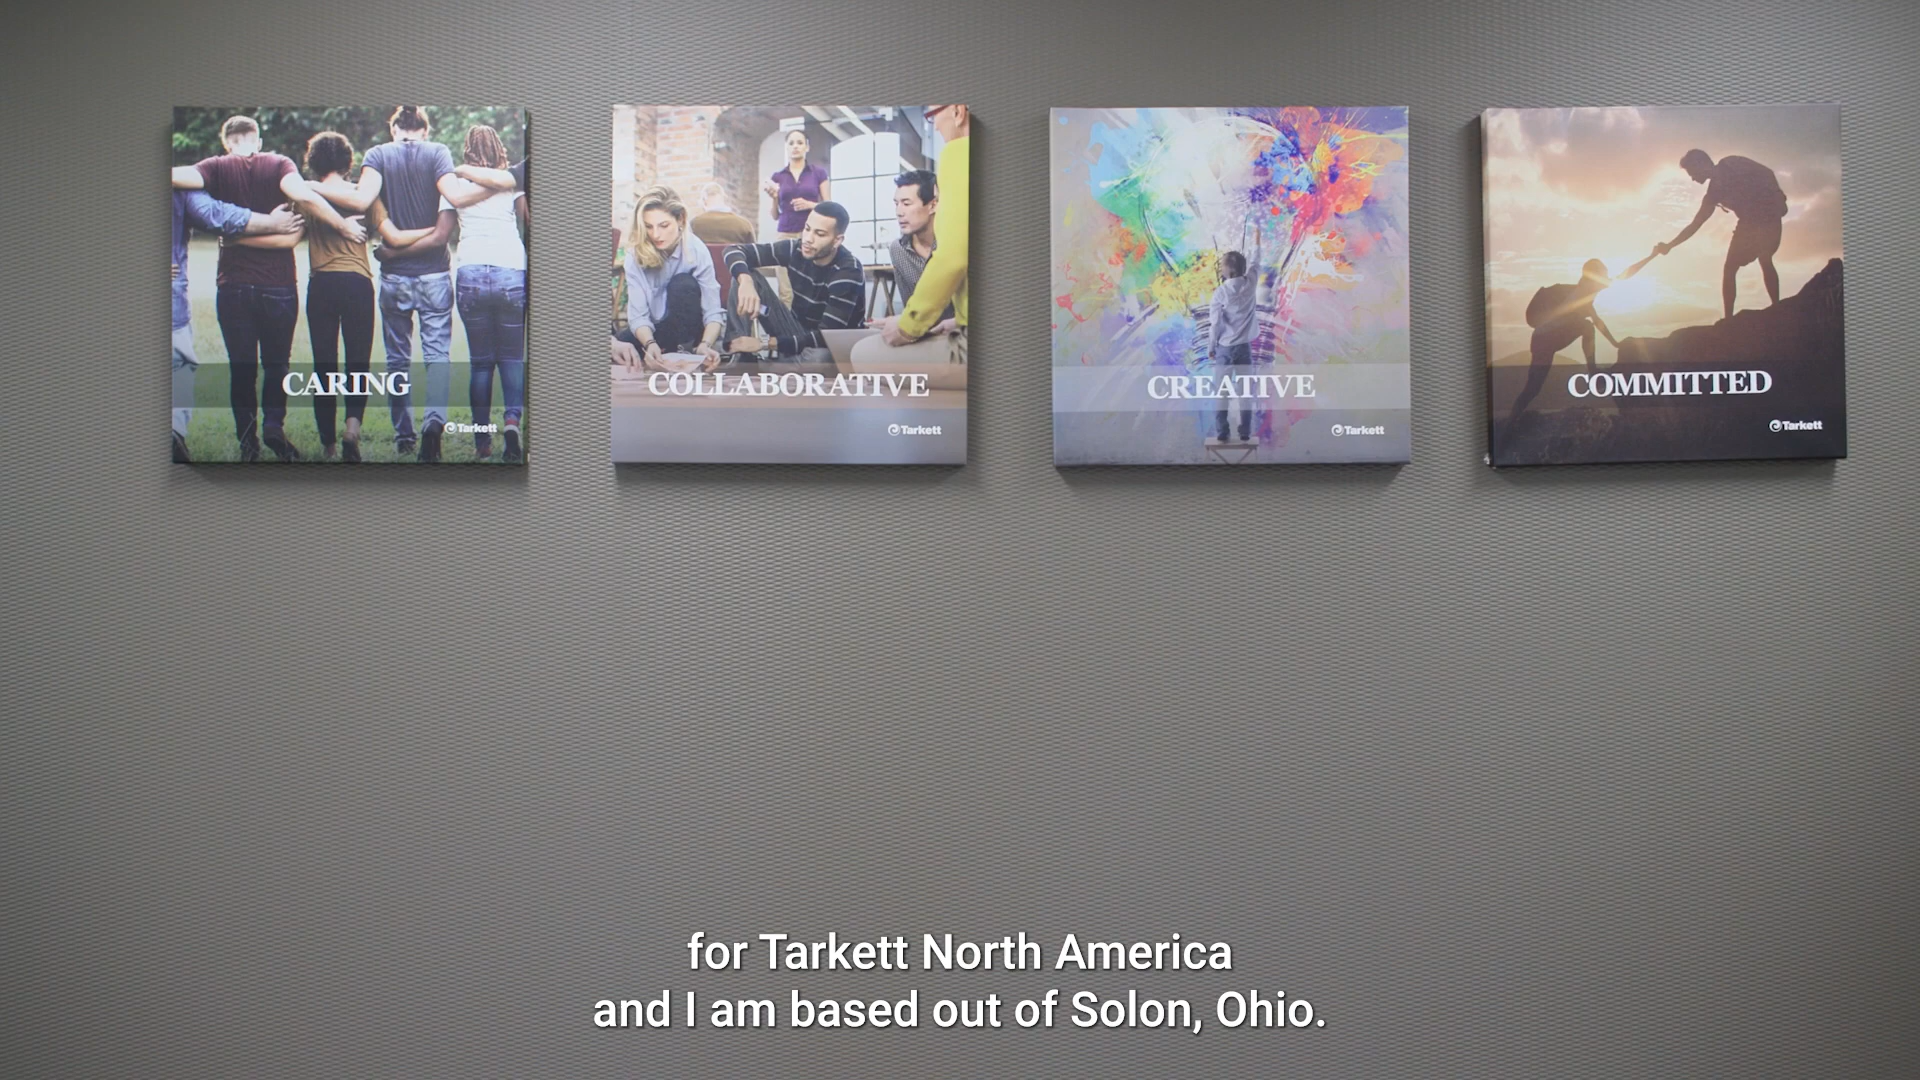 CARING
Tarkett
COLLABORATIVE
Tarkett
CREATIVE
Tarkett
COMMITTED
Tarkett
for Tarkett North America
and I am based out of Solon, Ohio.